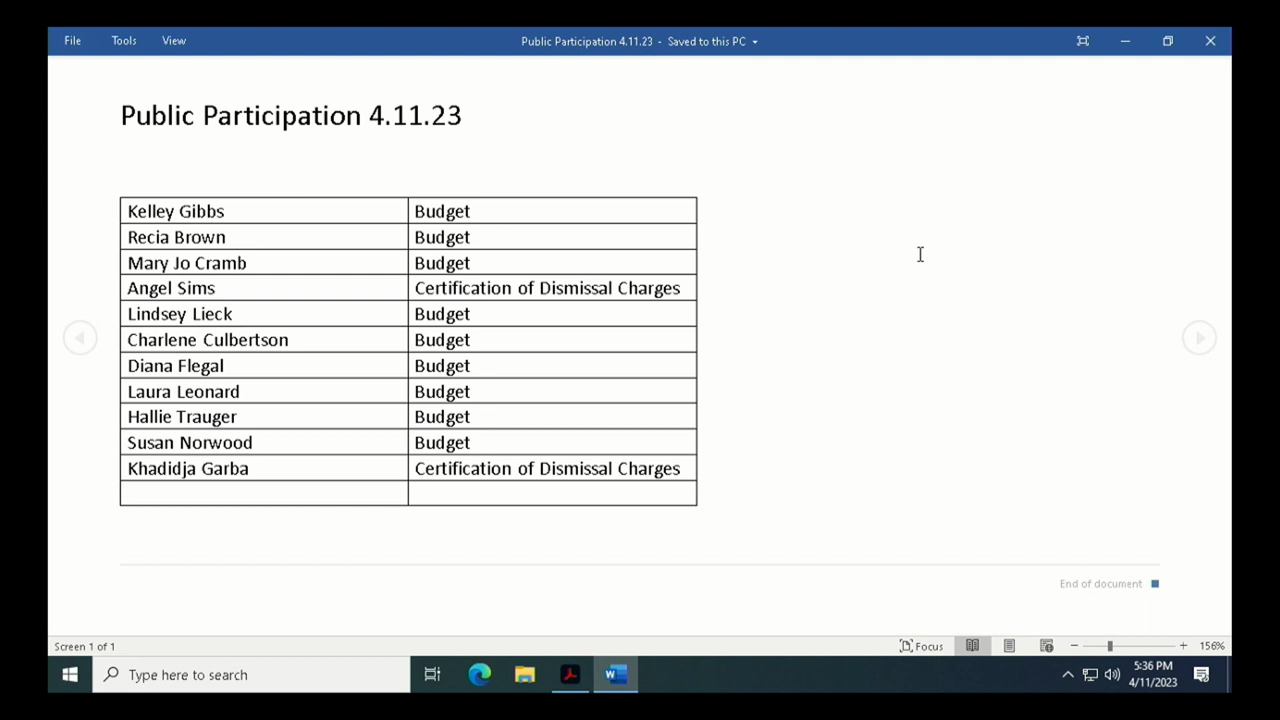 File Tools View Public Participation 4.11.23 - Saved to this PC
Public Participation 4.11.23
Kelley Gibbs Budget
Recia Brown Budget
Mary Jo Cramb Budget
Angel Sims Certification of Dismissal Charges
Lindsey Lieck Budget
Charlene Culbertson Budget
Diana Flegal Budget
Laura Leonard Budget
Hallie Trauger Budget
Susan Norwood Budget
Khadidja Garba Certification of Dismissal Charges
End of document
Screen 1 of 1 Focus 156%
Type here to search 5:36 PM
4/11/2023